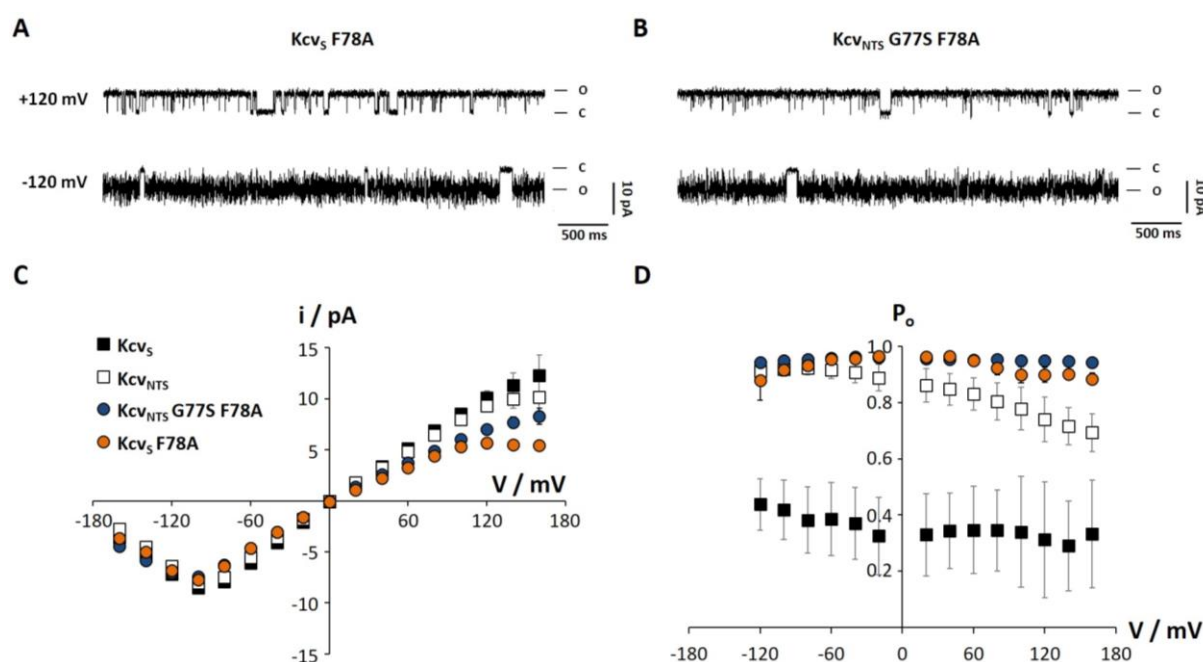 A
Kcv_S F78A
+120 mV
o
c
-120 mV
c
o
10 pA
500 ms
B
Kcv_NTS G77S F78A
o
c
c
o
10 pA
500 ms
C
i / pA
Kcv_S
Kcv_NTS
Kcv_NTS G77S F78A
Kcv_S F78A
15
10
5
V / mV
-180 -120 -60 60 120 180
-5
-10
-15
D
P_o
1.0
0.8
0.6
0.4
0.2
V / mV
-180 -120 -60 0 60 120 180